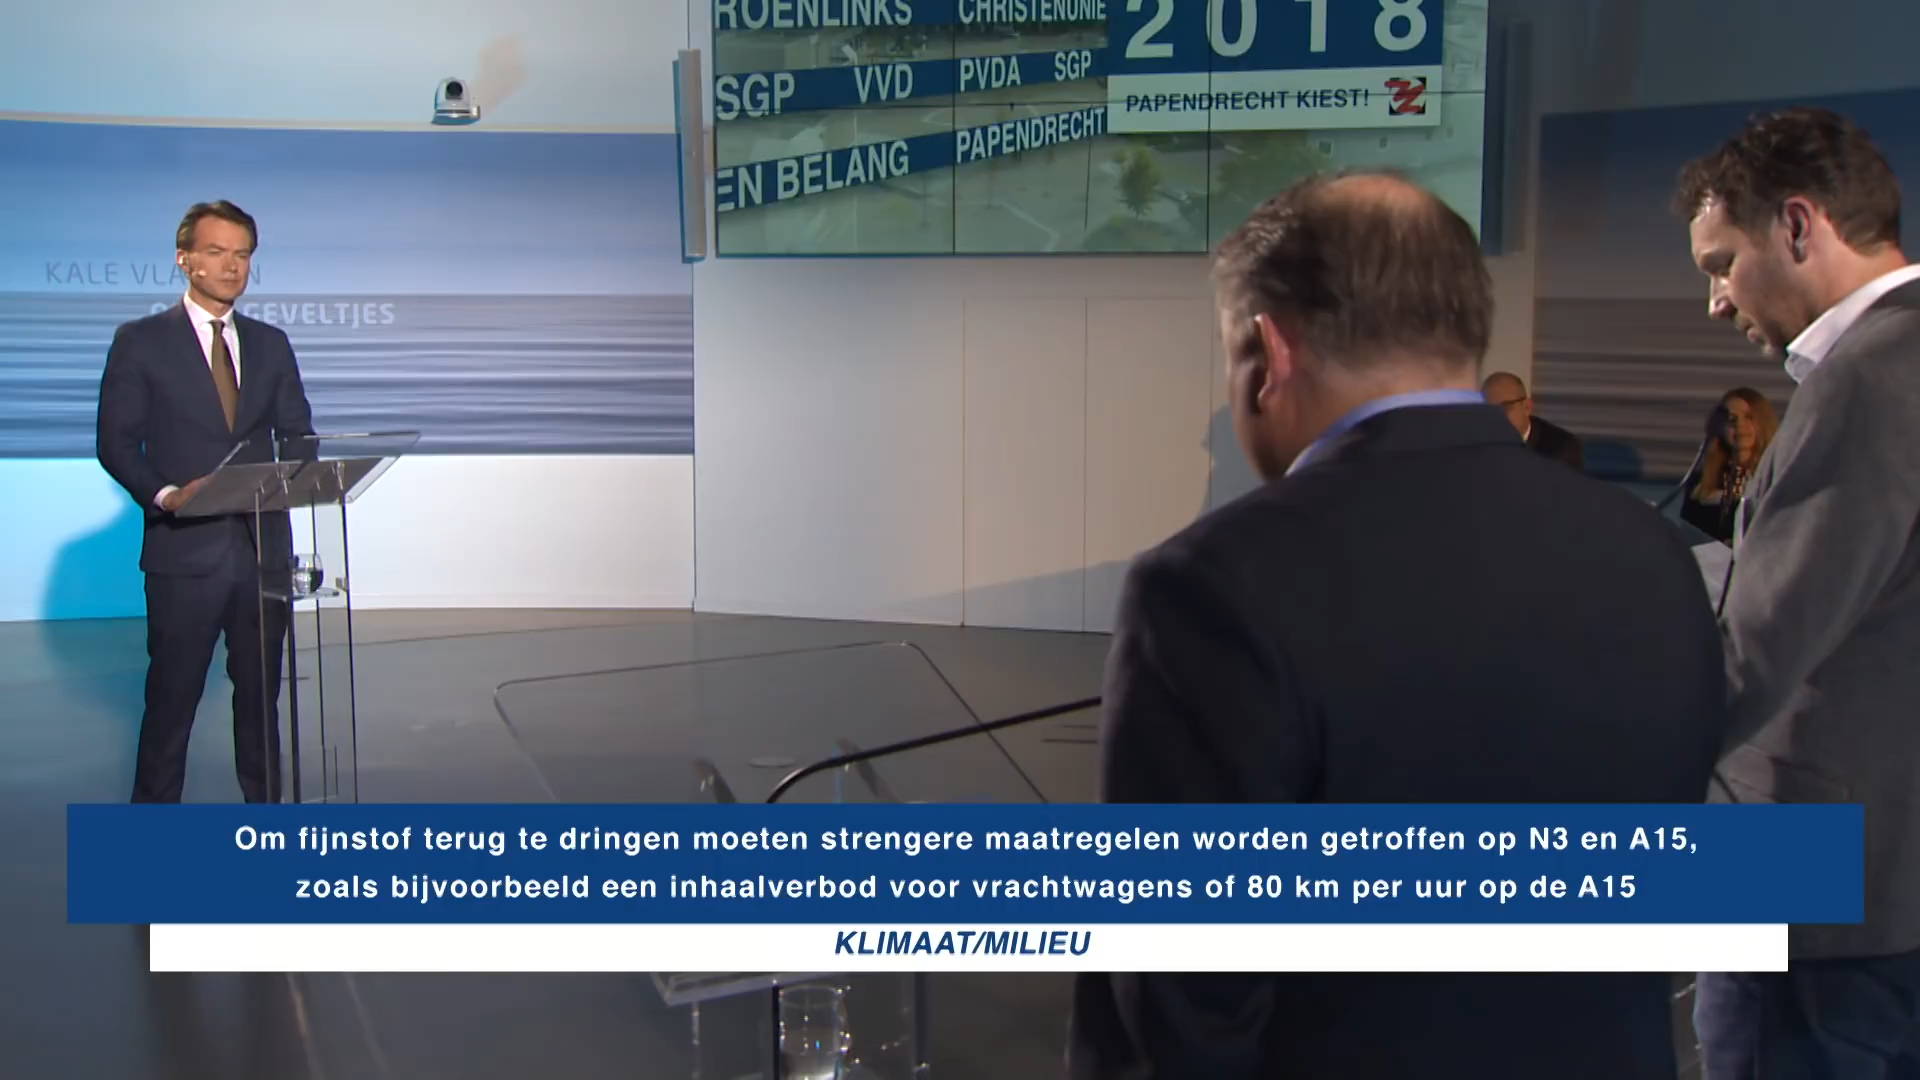 ROENLINKS
CHRISTENUNIE
2018
SGP VVD
PVDA SGP
PAPENDRECHT KIEST!
EN BELANG
PAPENDRECHT
KALE
GEVELTJES
Om fijnstof terug te dringen moeten strengere maatregelen worden getroffen op N3 en A15,
zoals bijvoorbeeld een inhaalverbod voor vrachtwagens of 80 km per uur op de A15
KLIMAAT/MILIEU